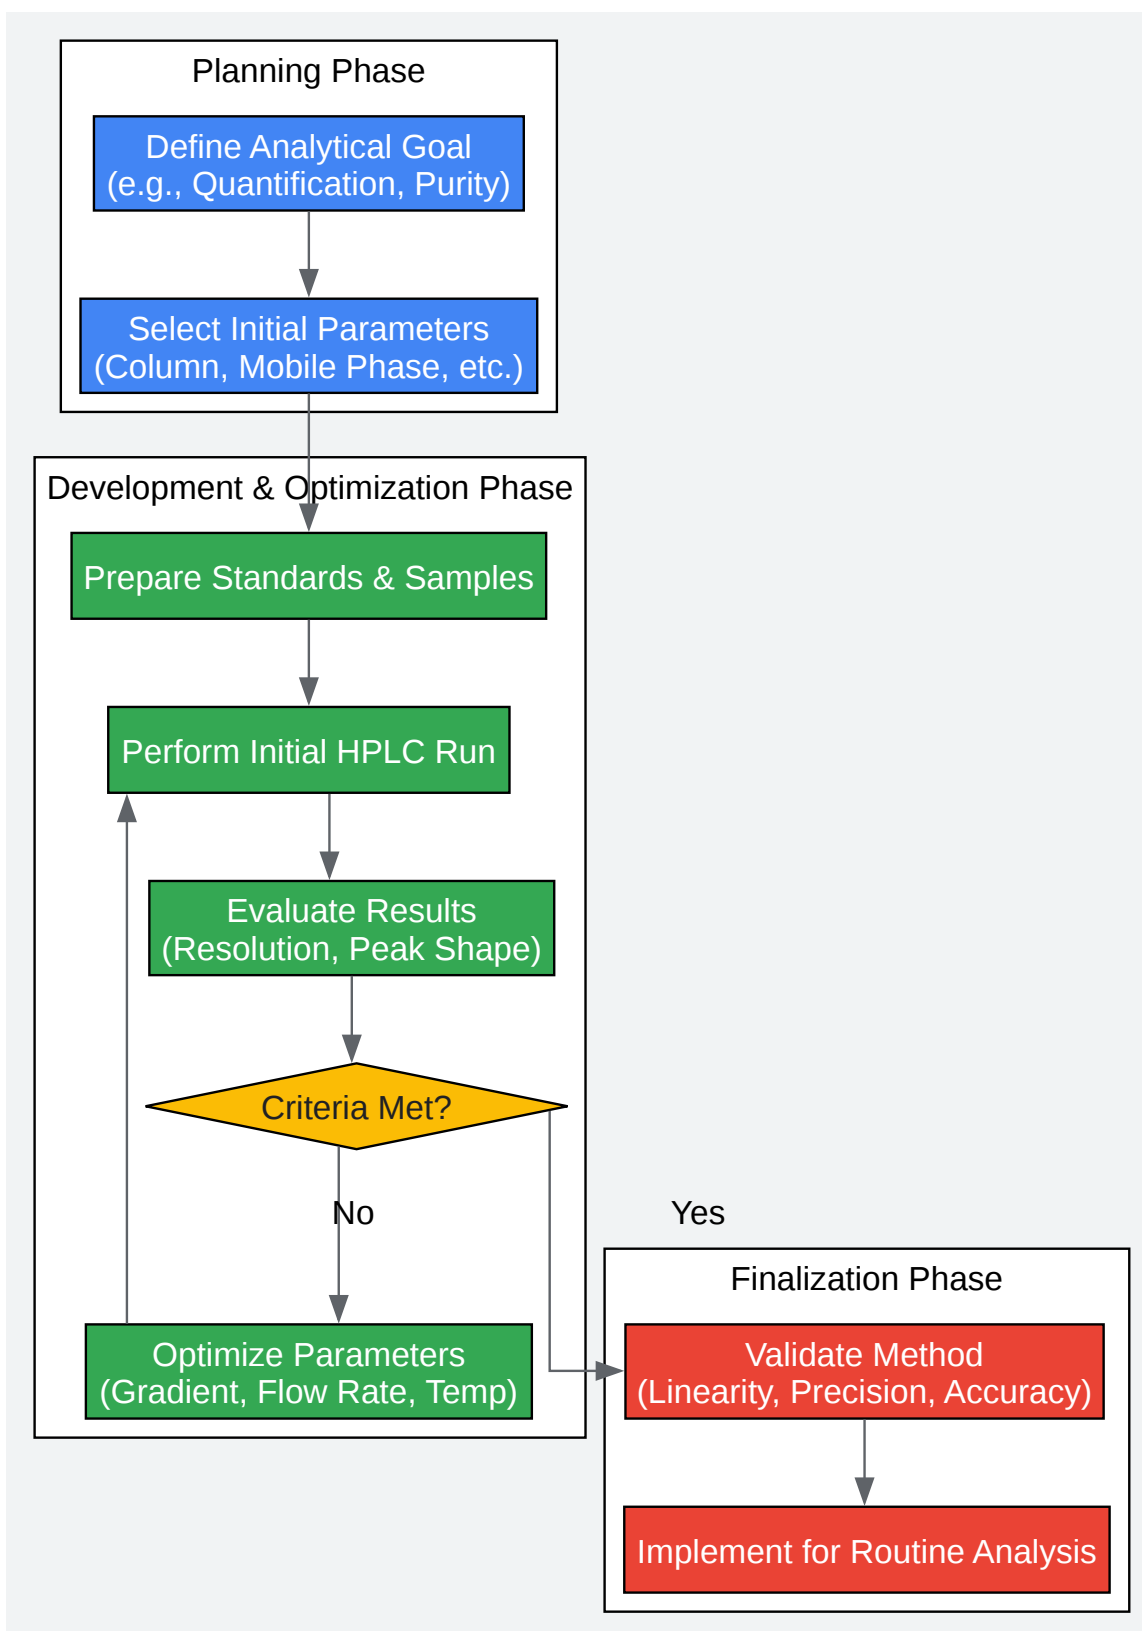 Planning Phase
Define Analytical Goal
(e.g., Quantification, Purity)
Select Initial Parameters
(Column, Mobile Phase, etc.)
Development & Optimization Phase
Prepare Standards & Samples
Perform Initial HPLC Run
Evaluate Results
(Resolution, Peak Shape)
Criteria Met?
No
Yes
Optimize Parameters
(Gradient, Flow Rate, Temp)
Finalization Phase
Validate Method
(Linearity, Precision, Accuracy)
Implement for Routine Analysis